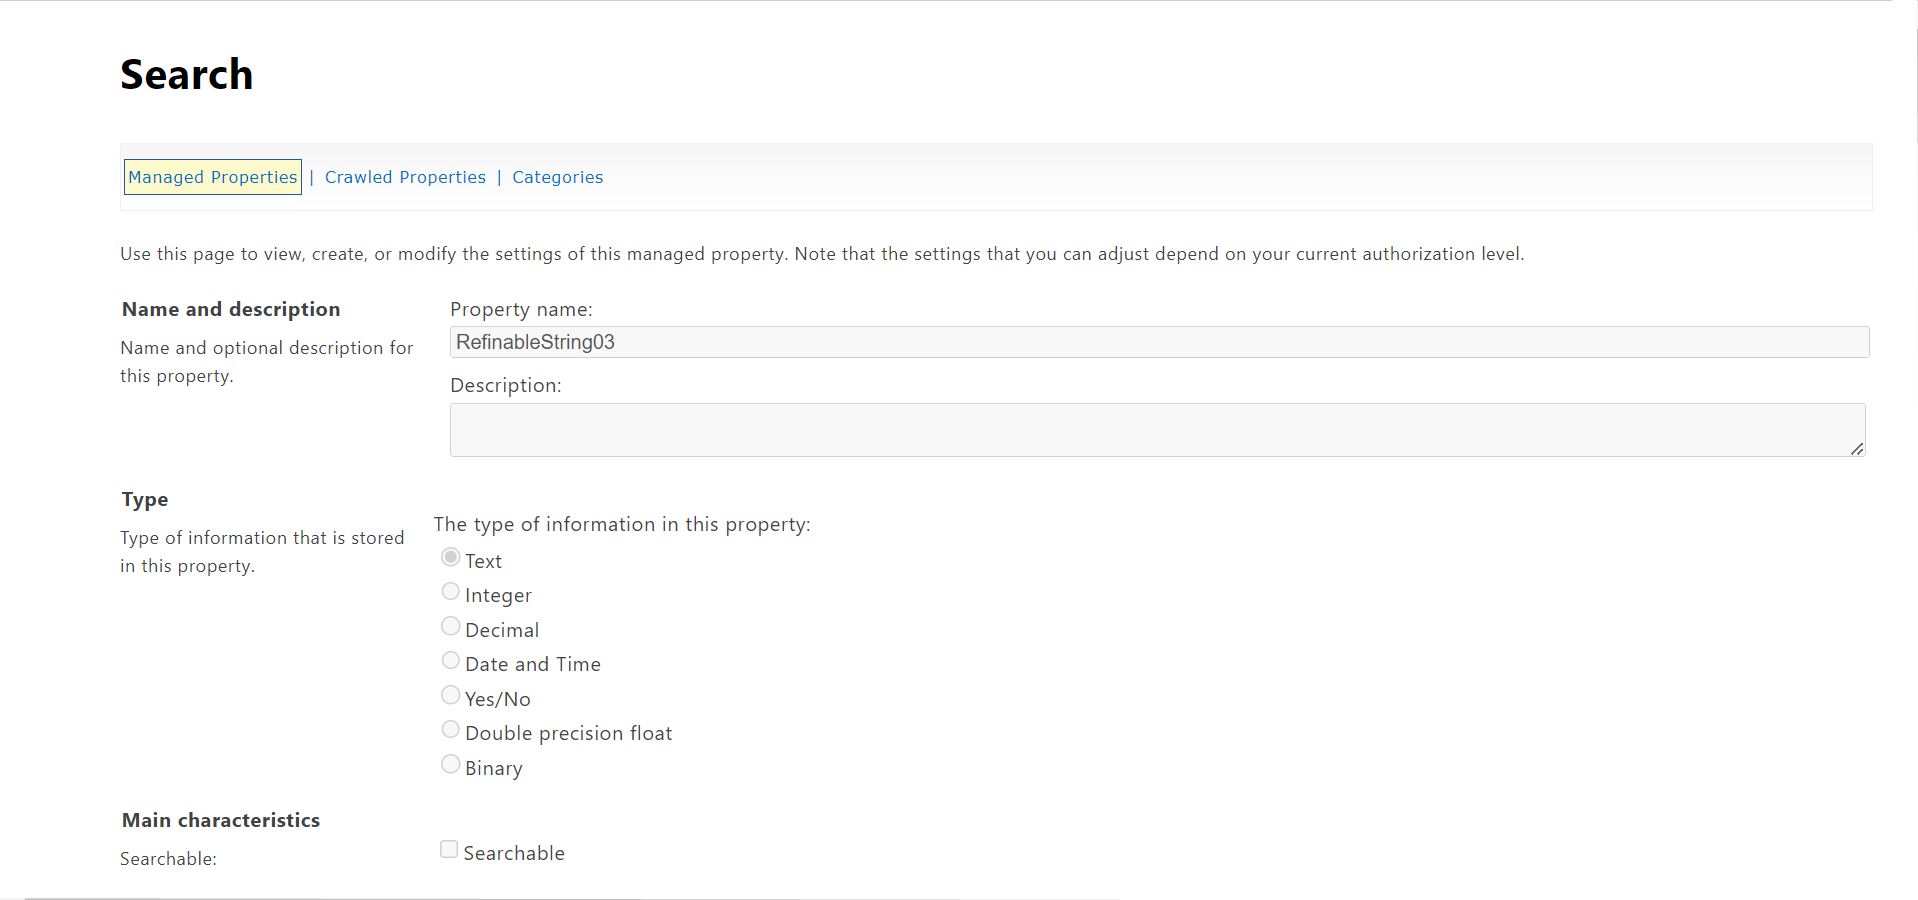 Search
Managed Properties | Crawled Properties | Categories
Use this page to view, create, or modify the settings of this managed property. Note that the settings that you can adjust depend on your current authorization level.
Name and description
Name and optional description for
this property.
Property name:
RefinableString03
Description:
Type
Type of information that is stored
in this property.
The type of information in this property:
Text
Integer
Decimal
Date and Time
Yes/No
Double precision float
Binary
Main characteristics
Searchable:
Searchable